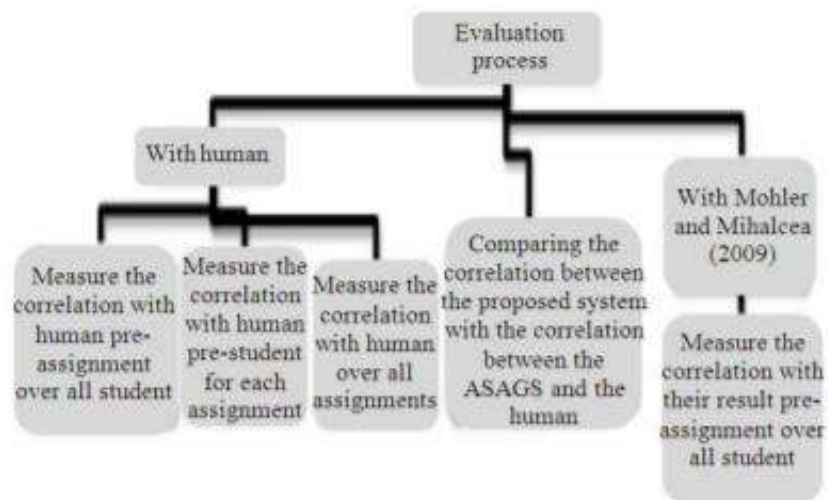 Evaluation
process
With human
With Mohler
and Mihalcea
(2009)
Measure the
correlation with
human pre-
assignment
over all student
Measure the
correlation
with human
pre-student
for each
assignment
Measure the
correlation
with human
over all
assignments
Comparing the
correlation between
the proposed system
with the correlation
between the
ASAGS and the
human
Measure the
correlation with
their result pre-
assignment over
all student